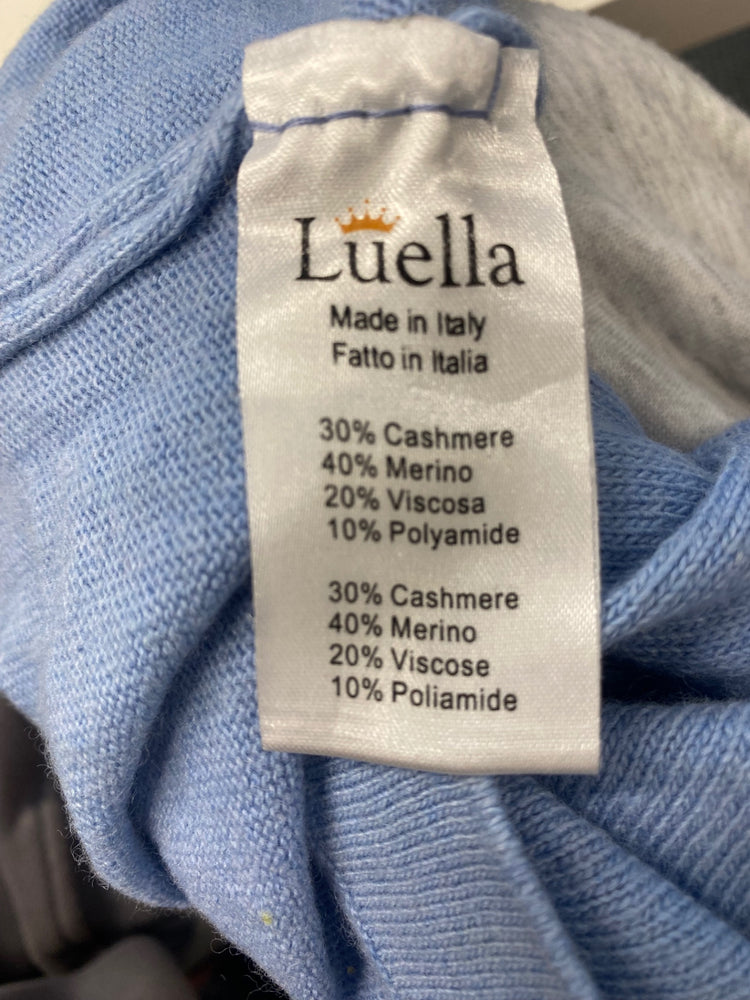 Luella
Made in Italy
Fatto in Italia
30% Cashmere
40% Merino
20% Viscosa
10% Polyamide
30% Cashmere
40% Merino
20% Viscose
10% Poliamide